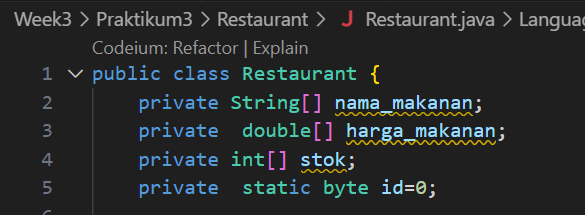 Week3 > Praktikum3 > Restaurant > J Restaurant.java > Languag
Codeium: Refactor | Explain
1 public class Restaurant {
2 private String[] nama_makanan;
3 private  double[] harga_makanan;
4 private int[] stok;
5 private  static byte id=0;